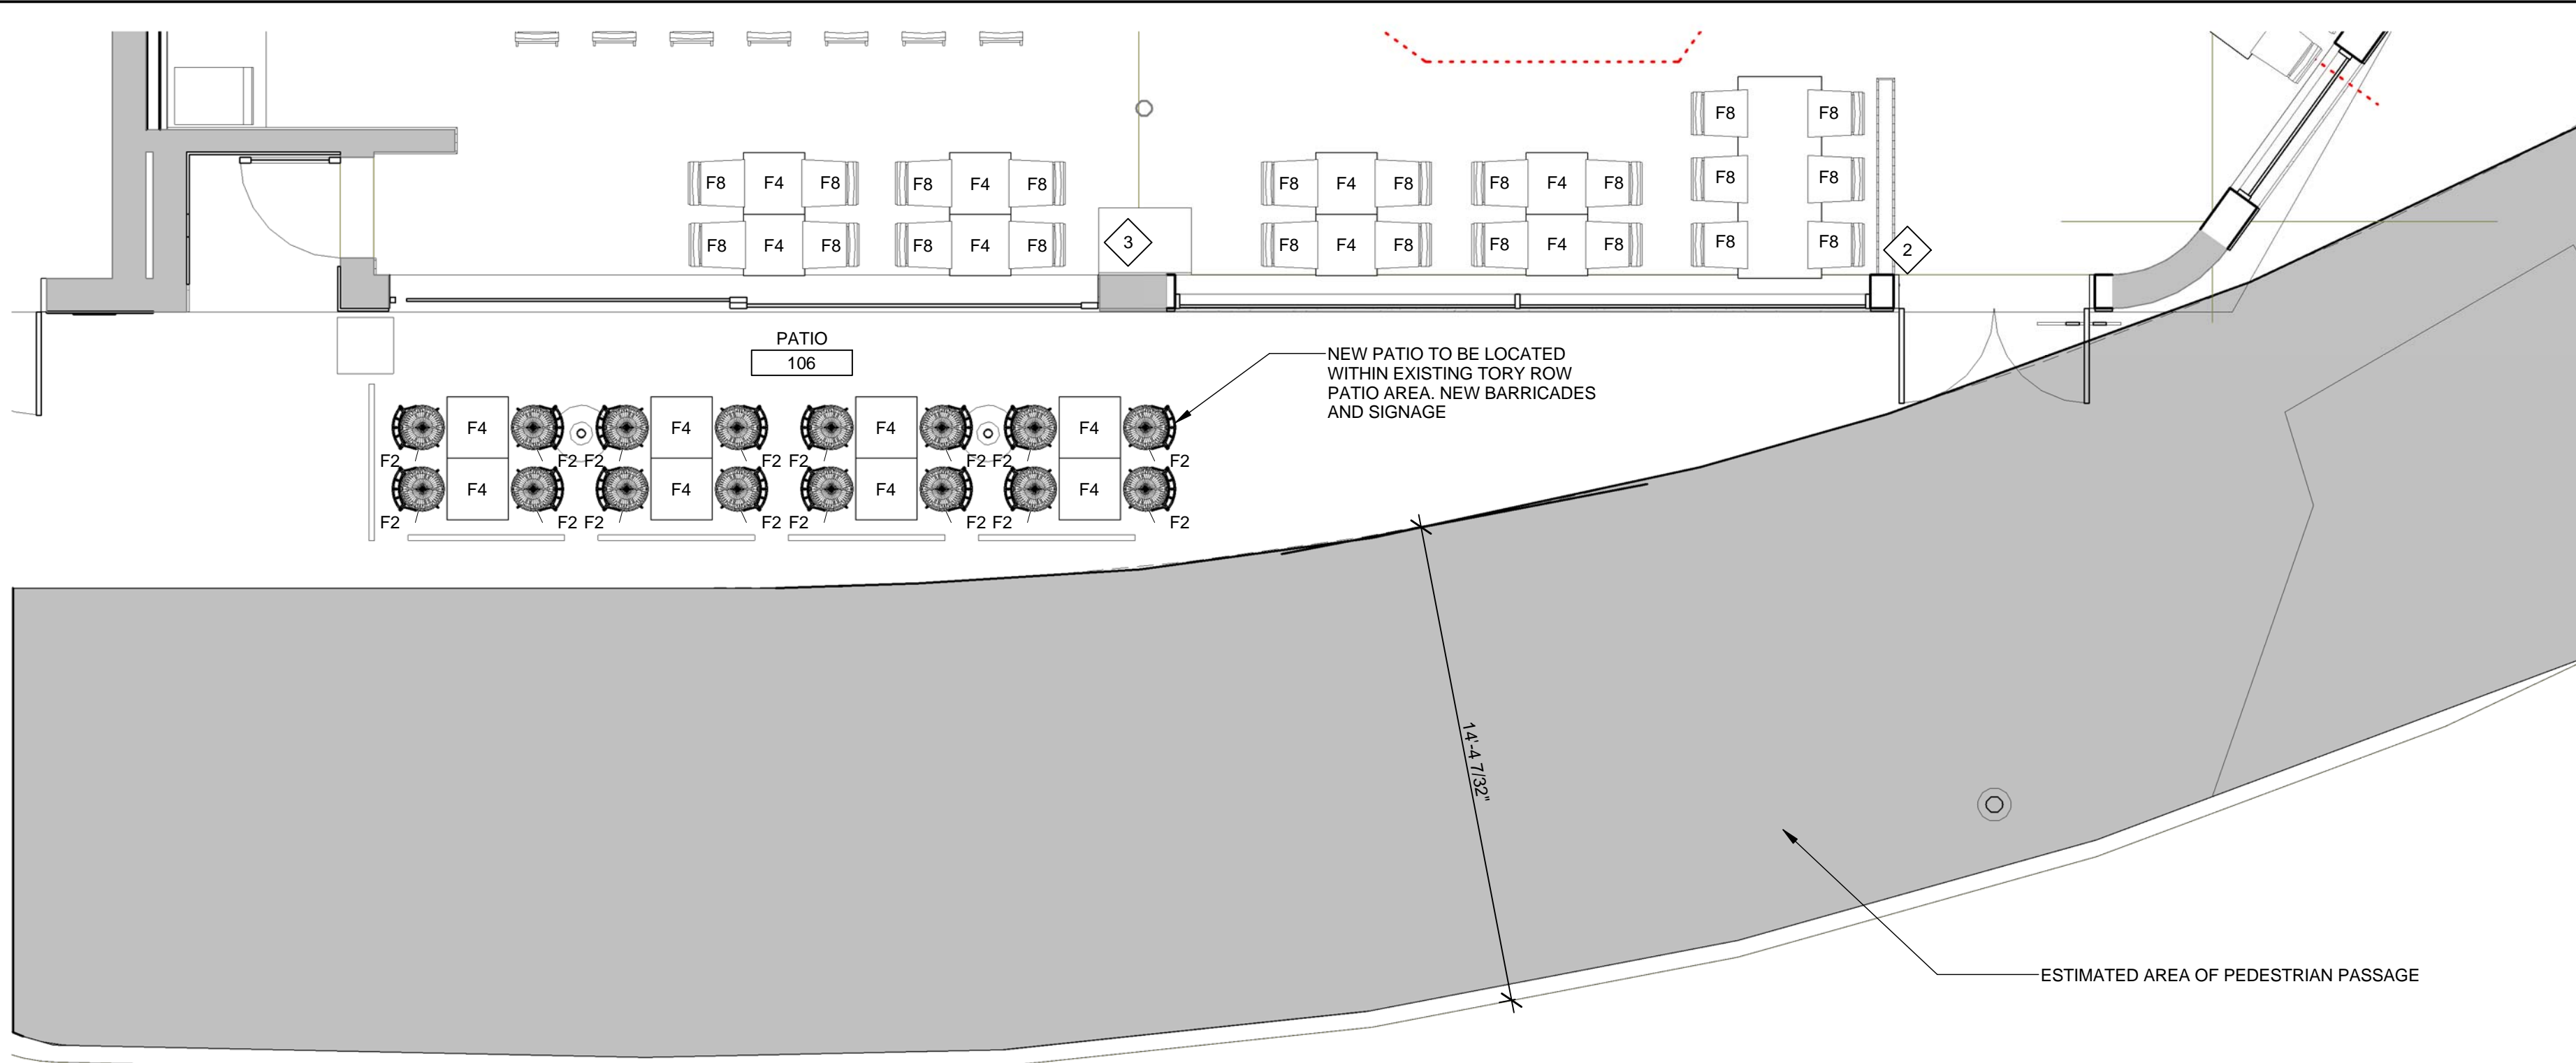 F8
F8
F8 F4 F8 F8 F4 F8 F8 F4 F8 F8 F4 F8 F8 F8
F8 F4 F8 F8 F4 F8 F8 F4 F8 F8 F4 F8 F8 F8
3
2
PATIO
106
NEW PATIO TO BE LOCATED
WITHIN EXISTING TORY ROW
PATIO AREA. NEW BARRICADES
AND SIGNAGE
F4 F4 F4 F4
F2 F2 F2 F2 F2 F2 F2 F2
F4 F4 F4 F4
F2 F2 F2 F2 F2 F2 F2 F2
14'-4 7/32"
ESTIMATED AREA OF PEDESTRIAN PASSAGE